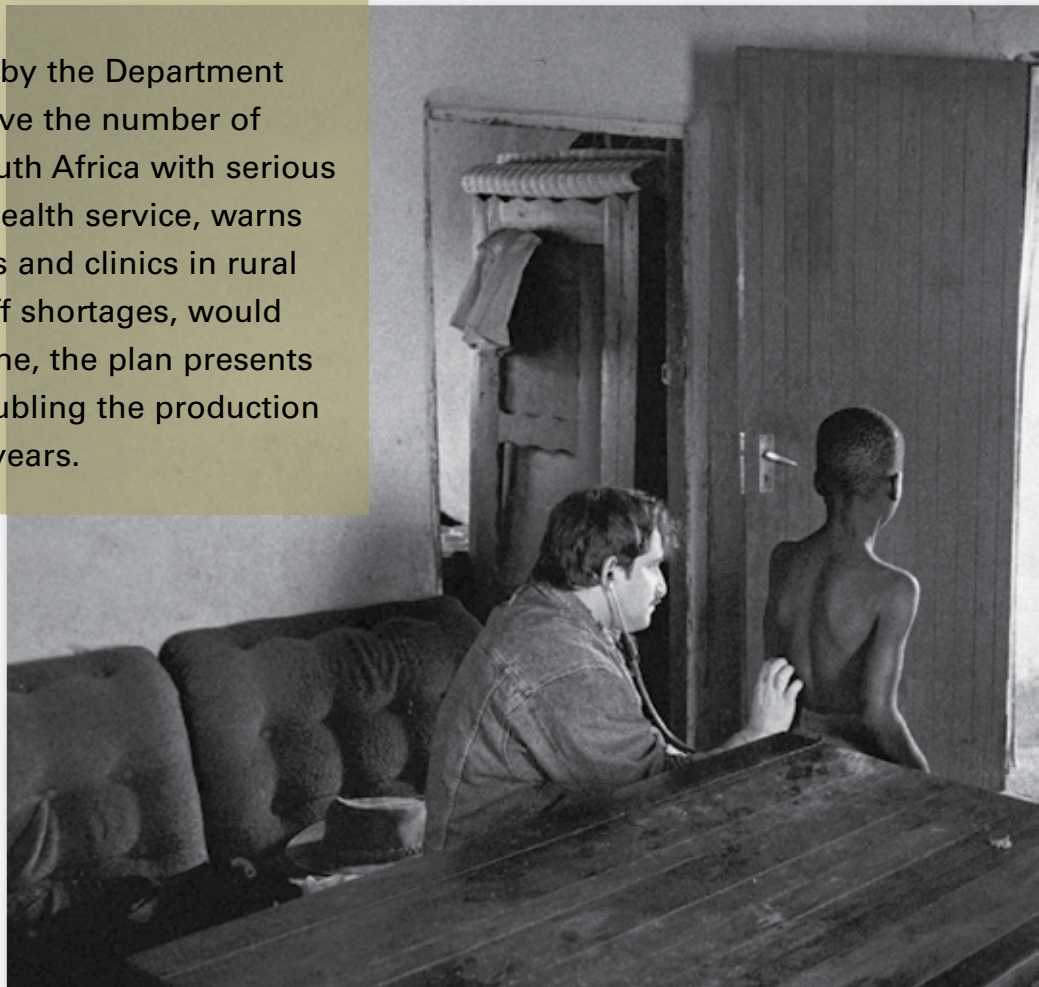 by the Department
ve the number of
uth Africa with serious
ealth service, warns
s and clinics in rural
ff shortages, would
ne, the plan presents
ubling the production
years.